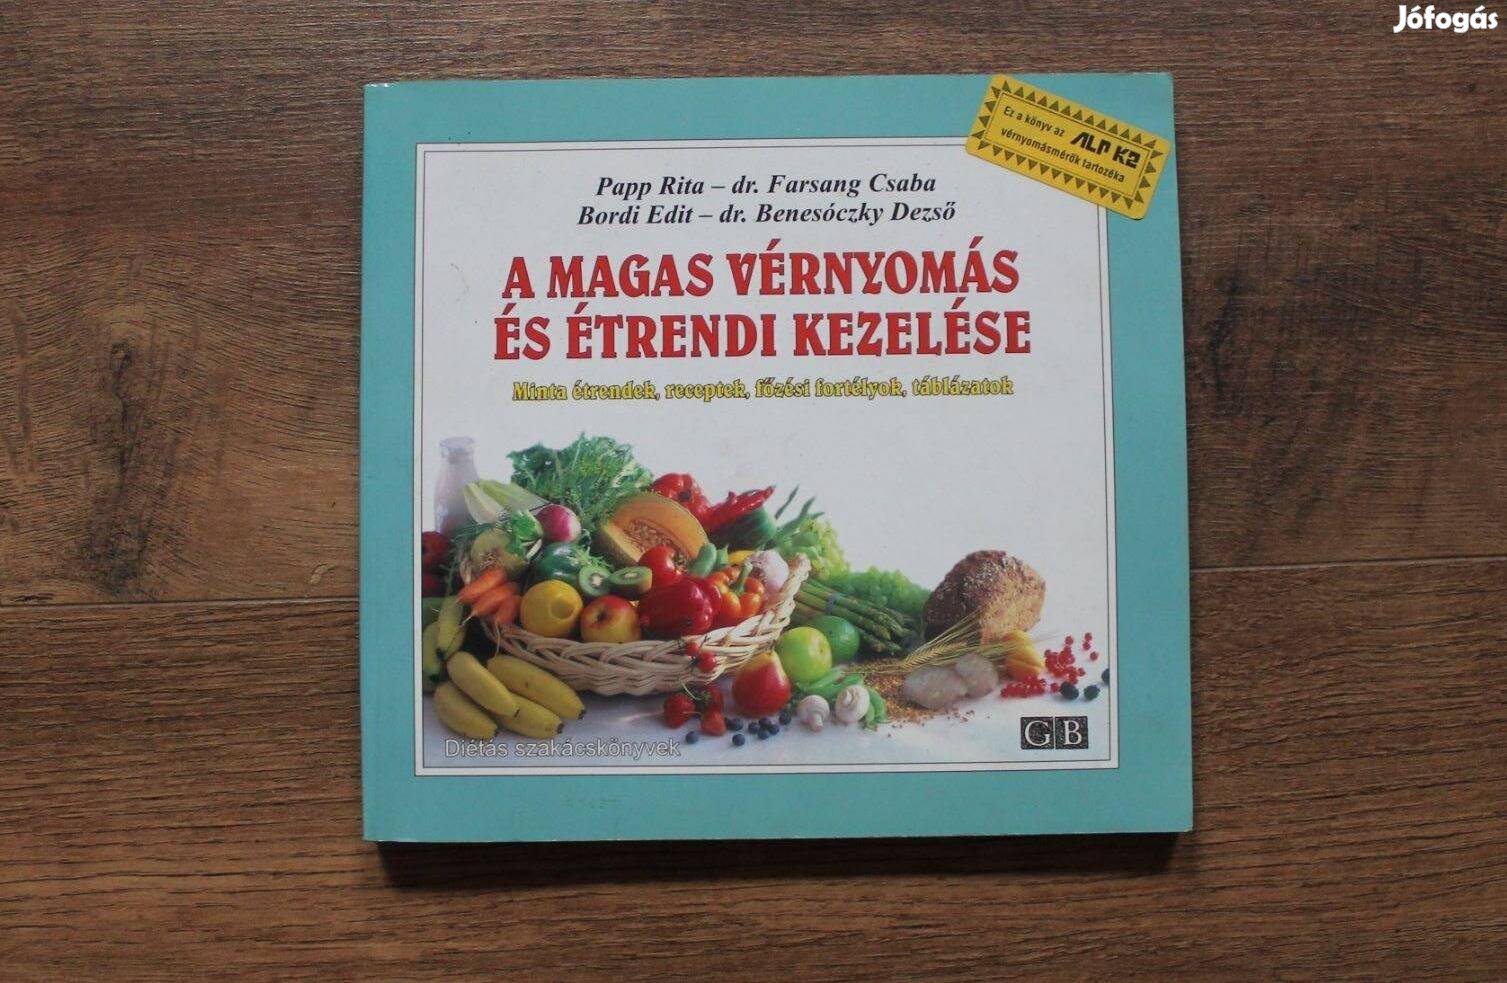 Jófogás
Ez a könyv az ALP K2
vérnyomásmérők tartozéka
Papp Rita – dr. Farsang Csaba
Bordi Edit – dr. Benesóczky Dezső
A MAGAS VÉRNYOMÁS
ÉS ÉTRENDI KEZELÉSE
Minta étrendek, receptek, főzési fortélyok, táblázatok
Diétás szakácskönyvek
GB